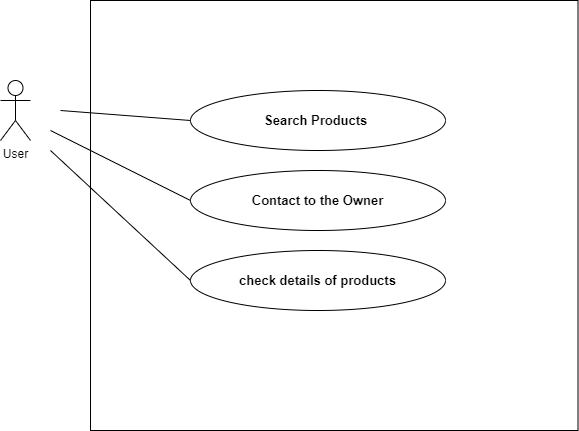 Search Products
User
Contact to the Owner
check details of products